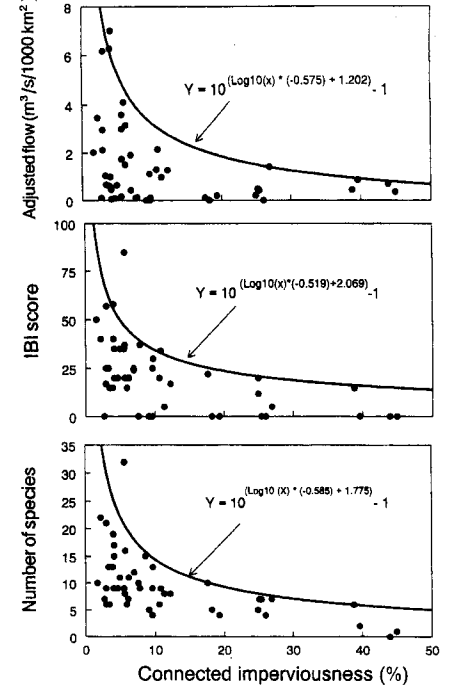 Adjusted flow (m³/s/1000 km²)
8
6
4
2
0
Y = 10^(Log10(x) * (-0.575) + 1.202) - 1
IBI score
100
75
50
25
0
Y = 10^(Log10(x)*(-0.519)+2.069) -1
Number of species
35
30
25
20
15
10
5
0
Y = 10^(Log10 (X) * (-0.585) + 1.775) - 1
0 10 20 30 40 50
Connected imperviousness (%)